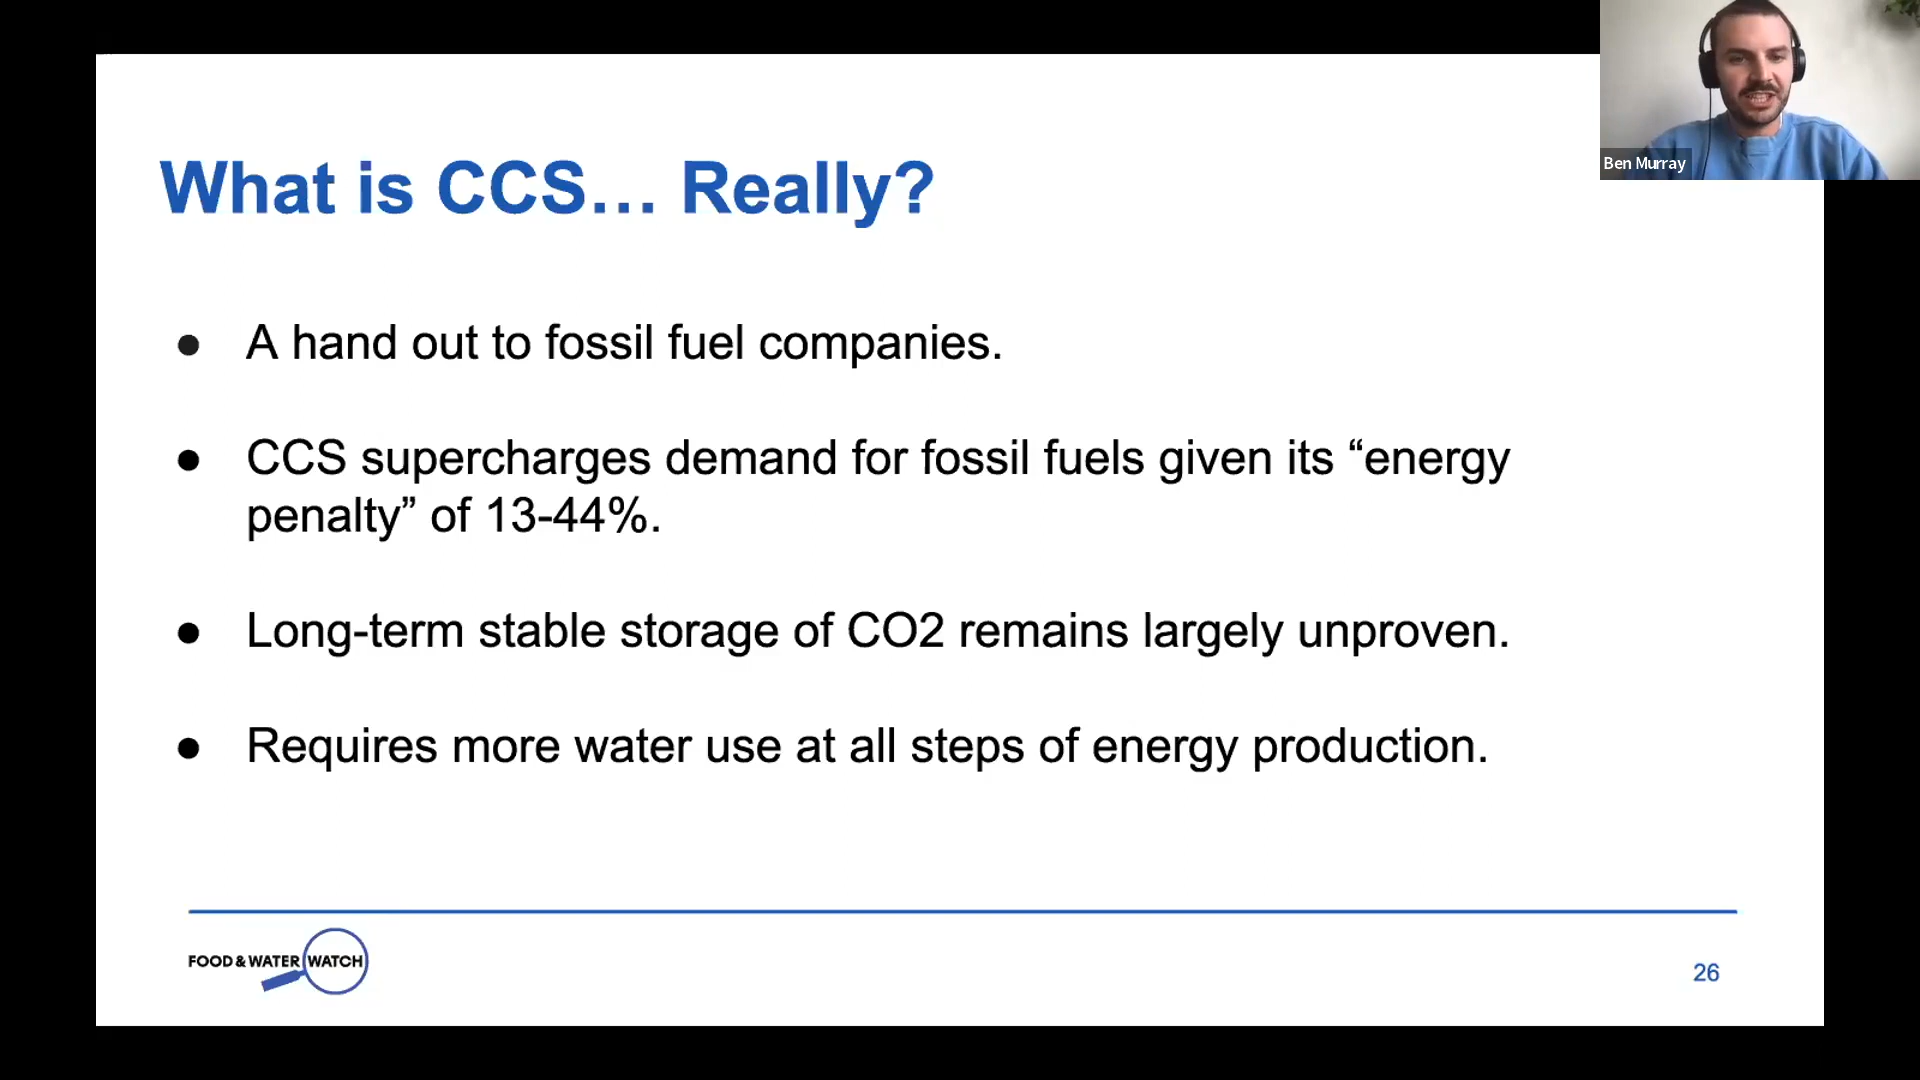 Ben Murray
What is CCS… Really?
● A hand out to fossil fuel companies.
● CCS supercharges demand for fossil fuels given its “energy
penalty” of 13-44%.
● Long-term stable storage of CO2 remains largely unproven.
● Requires more water use at all steps of energy production.
FOOD & WATER WATCH
26